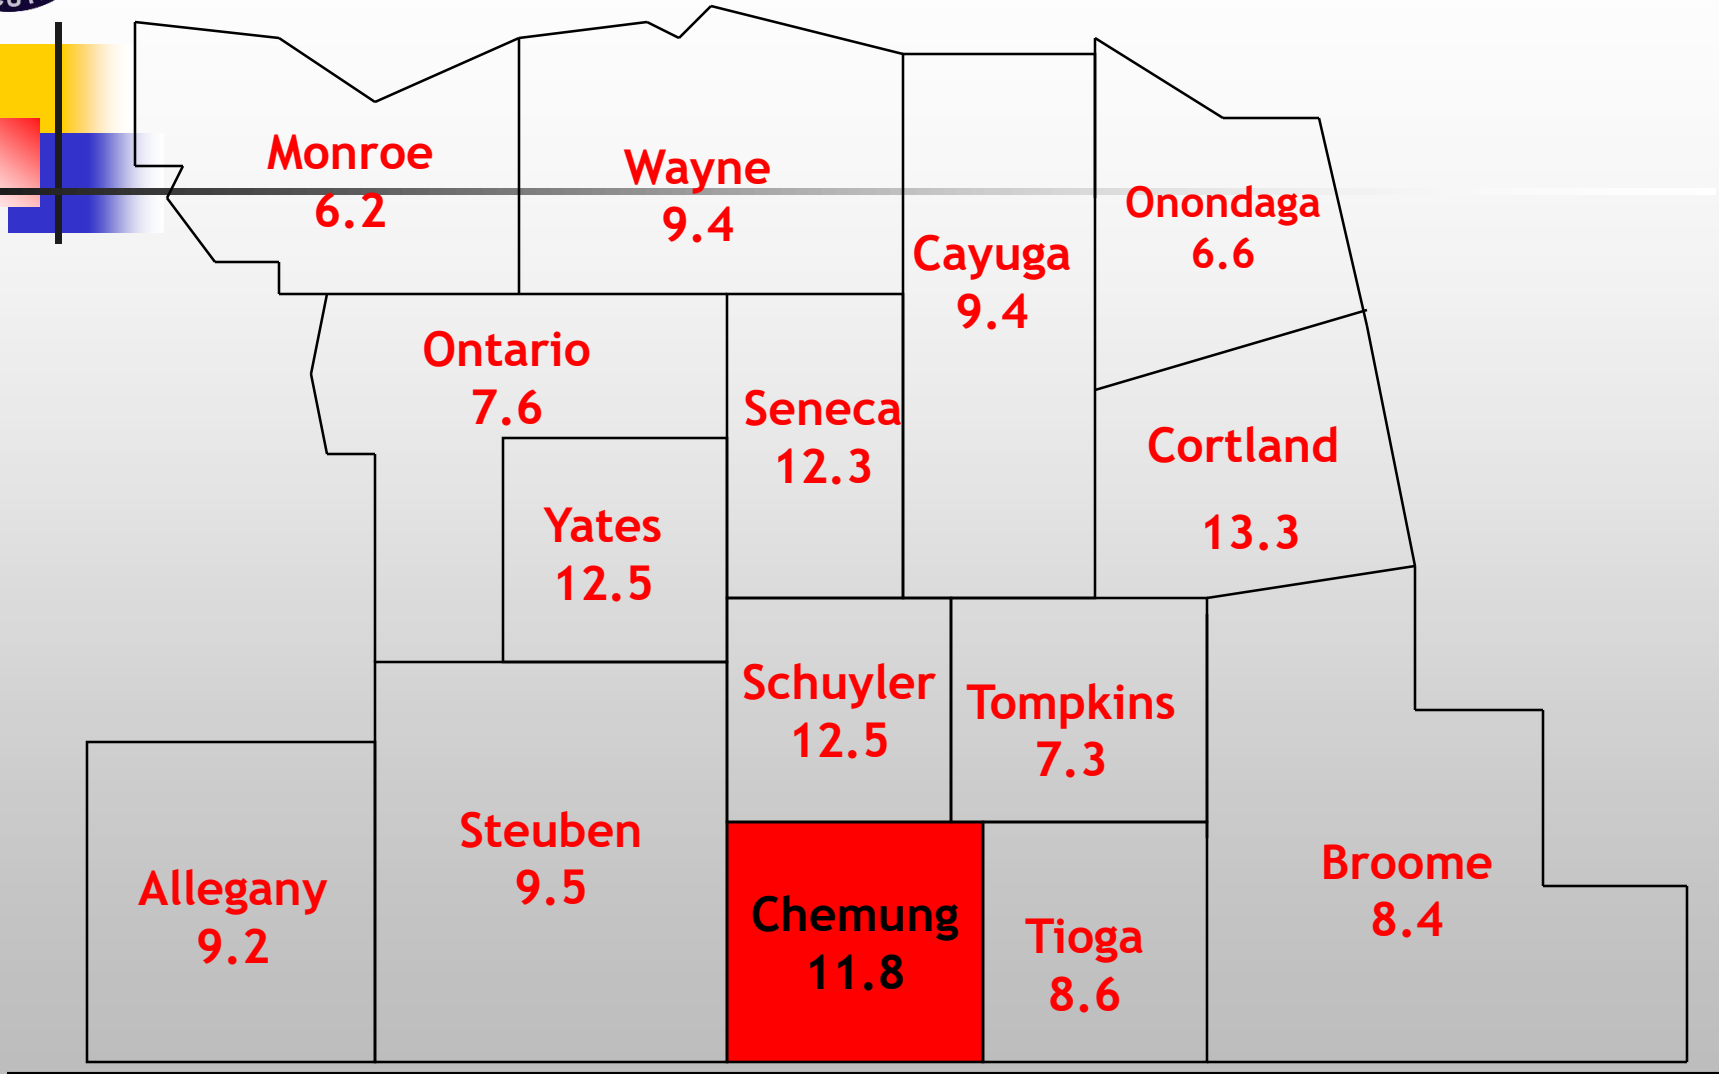 Monroe
6.2
Wayne
9.4
Cayuga
9.4
Onondaga
6.6
Ontario
7.6
Seneca
12.3
Cortland
13.3
Yates
12.5
Schuyler
12.5
Tompkins
7.3
Steuben
9.5
Allegany
9.2
Chemung
11.8
Tioga
8.6
Broome
8.4